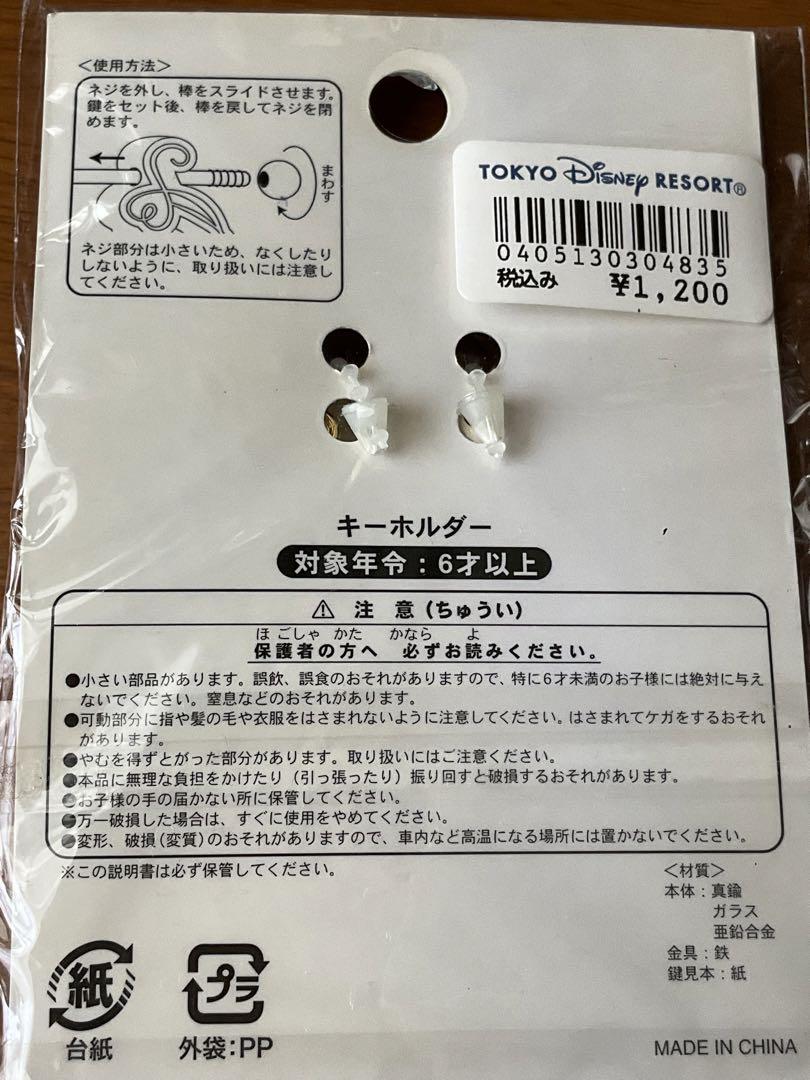 ＜使用方法＞
ネジを外し、棒をスライドさせます。
鍵をセット後、棒を戻してネジを閉
めます。
まわす
ネジ部分は小さいため、なくしたり
しないように、取り扱いには注意し
てください。
TOKYO Disney RESORT®
0405130304835
税込み ¥1,200
キーホルダー
対象年令：6才以上
⚠ 注 意（ちゅうい）
ほ ごしゃ かた かなら よ
保護者の方へ 必ずお読みください。
●小さい部品があります。誤飲、誤食のおそれがありますので、特に6才未満のお子様には絶対に与え
ないでください。窒息などのおそれがあります。
●可動部分に指や髪の毛や衣服をはさまれないように注意してください。はさまれてケガをするおそれ
があります。
●やむを得ずとがった部分があります。取り扱いにはご注意ください。
●本品に無理な負担をかけたり（引っ張ったり）振り回すと破損するおそれがあります。
●お子様の手の届かない所に保管してください。
●万一破損した場合は、すぐに使用をやめてください。
●変形、破損（変質）のおそれがありますので、車内など高温になる場所には置かないでください。
※この説明書は必ず保管してください。
＜材質＞
本体：真鍮
ガラス
亜鉛合金
金具：鉄
鍵見本：紙
紙
台紙
プラ
外袋：PP
MADE IN CHINA